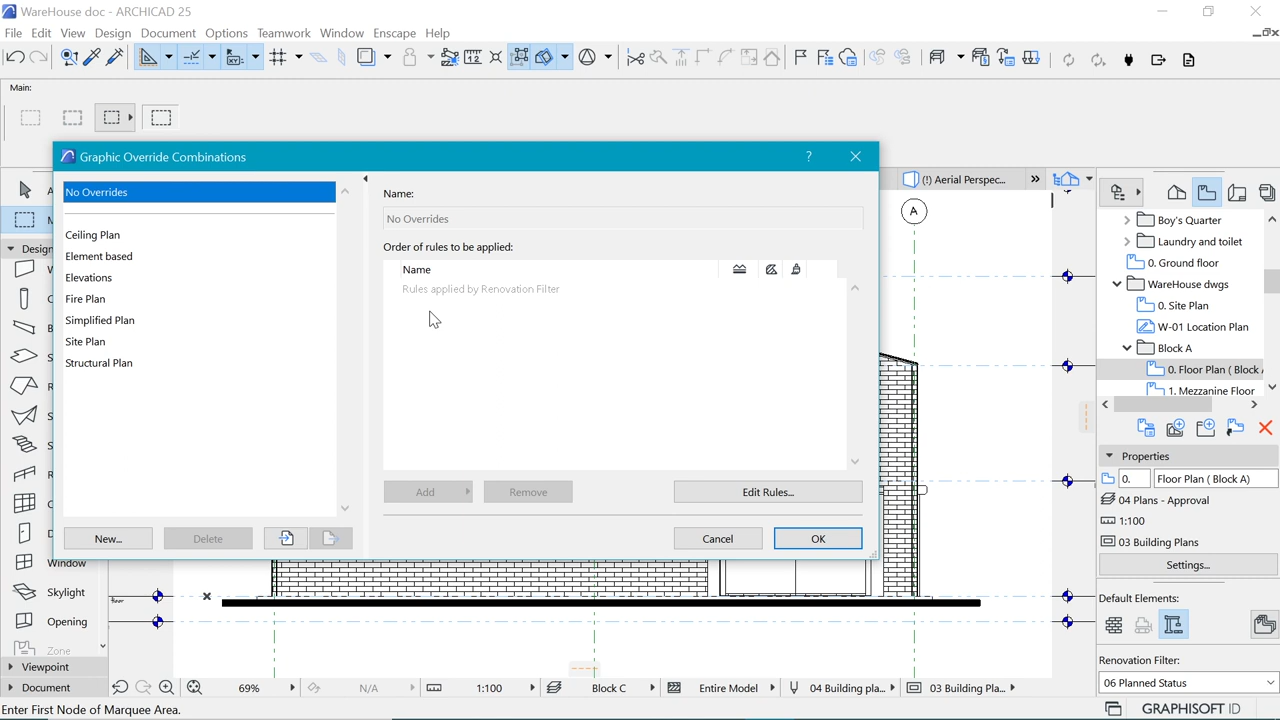 WareHouse doc - ARCHICAD 25
File Edit View Design Document Options Teamwork Window Enscape Help
Main:
Graphic Override Combinations
?
(!) Aerial Perspec...
A
No Overrides
Ceiling Plan
Element based
Elevations
Fire Plan
Simplified Plan
Site Plan
Structural Plan
New...
Delete
Name:
No Overrides
Order of rules to be applied:
Name
Rules applied by Renovation Filter
Add
Remove
Edit Rules...
Cancel
OK
Window
Skylight
Opening
Zone
Viewpoint
Document
Boy's Quarter
Laundry and toilet
0. Ground floor
WareHouse dwgs
0. Site Plan
W-01 Location Plan
Block A
0. Floor Plan ( Block
1. Mezzanine Floor
Properties
0. Floor Plan ( Block A)
04 Plans - Approval
1:100
03 Building Plans
Settings...
Default Elements:
Renovation Filter:
06 Planned Status
69% N/A 1:100 Block C Entire Model 04 Building pla... 03 Building Pla...
Enter First Node of Marquee Area.
GRAPHISOFT ID